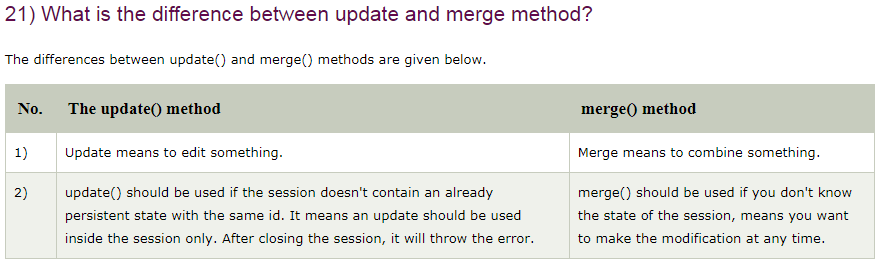 21) What is the difference between update and merge method?
The differences between update() and merge() methods are given below.
No. The update() method merge() method
1) Update means to edit something. Merge means to combine something.
2) update() should be used if the session doesn't contain an already
persistent state with the same id. It means an update should be used
inside the session only. After closing the session, it will throw the error.
merge() should be used if you don't know
the state of the session, means you want
to make the modification at any time.